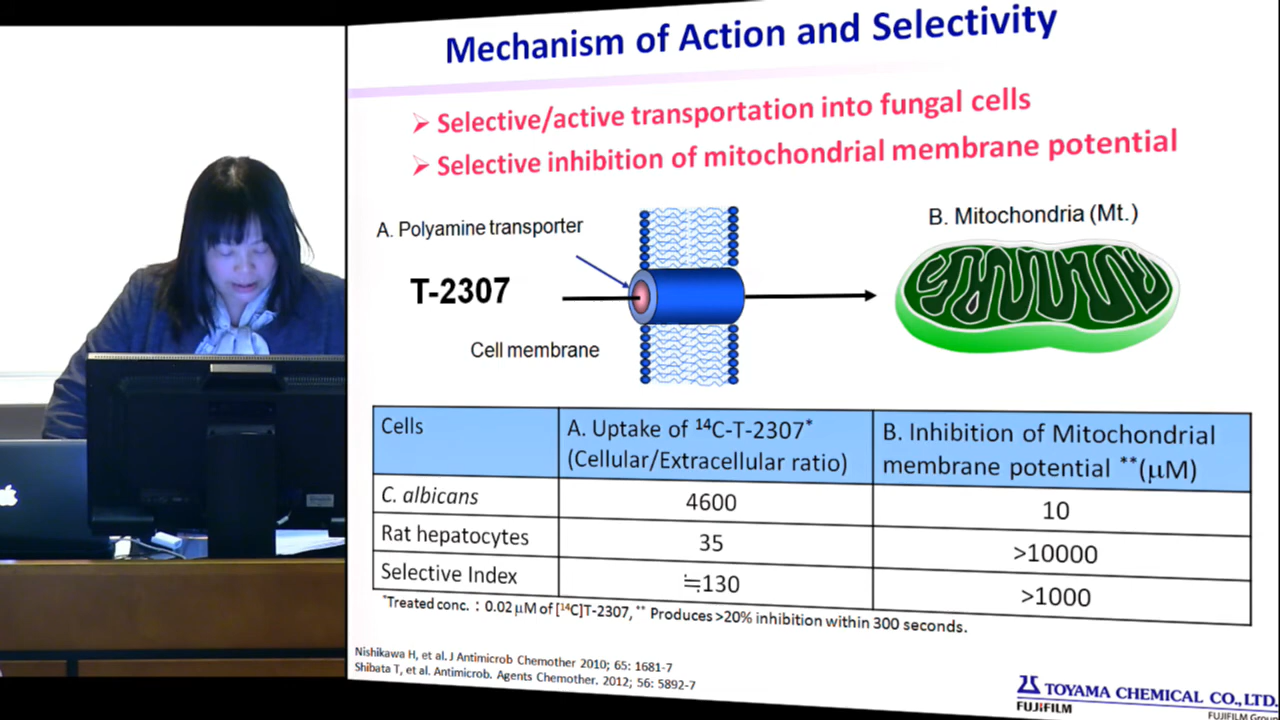 Mechanism of Action and Selectivity
➢ Selective/active transportation into fungal cells
➢ Selective inhibition of mitochondrial membrane potential
A. Polyamine transporter
B. Mitochondria (Mt.)
T-2307
Cell membrane
Cells
A. Uptake of ¹⁴C-T-2307*
(Cellular/Extracellular ratio)
B. Inhibition of Mitochondrial
membrane potential **(μM)
C. albicans
4600
10
Rat hepatocytes
35
>10000
Selective Index
≒130
>1000
*Treated conc. : 0.02 μM of [¹⁴C]T-2307, ** Produces >20% inhibition within 300 seconds.
Nishikawa H, et al. J Antimicrob Chemother 2010; 65: 1681-7
Shibata T, et al. Antimicrob. Agents Chemother. 2012; 56: 5892-7
TOYAMA CHEMICAL CO., LTD.
FUJIFILM
FUJIFILM Group